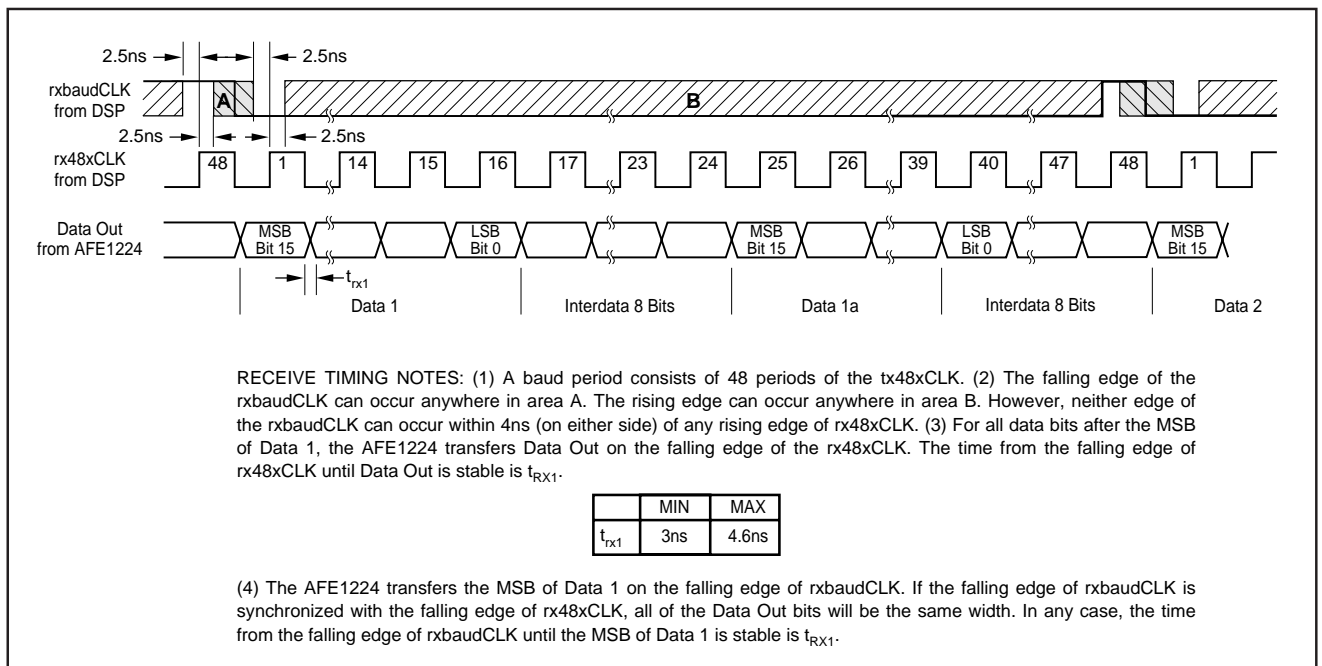 2.5ns 2.5ns
rxbaudCLK
from DSP
A B
2.5ns 2.5ns
rx48xCLK
from DSP
48 1 14 15 16 17 23 24 25 26 39 40 47 48 1
Data Out
from AFE1224
MSB
Bit 15
LSB
Bit 0
MSB
Bit 15
LSB
Bit 0
MSB
Bit 15
trx1
Data 1 Interdata 8 Bits Data 1a Interdata 8 Bits Data 2
RECEIVE TIMING NOTES: (1) A baud period consists of 48 periods of the tx48xCLK. (2) The falling edge of the
rxbaudCLK can occur anywhere in area A. The rising edge can occur anywhere in area B. However, neither edge of
the rxbaudCLK can occur within 4ns (on either side) of any rising edge of rx48xCLK. (3) For all data bits after the MSB
of Data 1, the AFE1224 transfers Data Out on the falling edge of the rx48xCLK. The time from the falling edge of
rx48xCLK until Data Out is stable is tRX1.
MIN MAX
trx1 3ns 4.6ns
(4) The AFE1224 transfers the MSB of Data 1 on the falling edge of rxbaudCLK. If the falling edge of rxbaudCLK is
synchronized with the falling edge of rx48xCLK, all of the Data Out bits will be the same width. In any case, the time
from the falling edge of rxbaudCLK until the MSB of Data 1 is stable is tRX1.